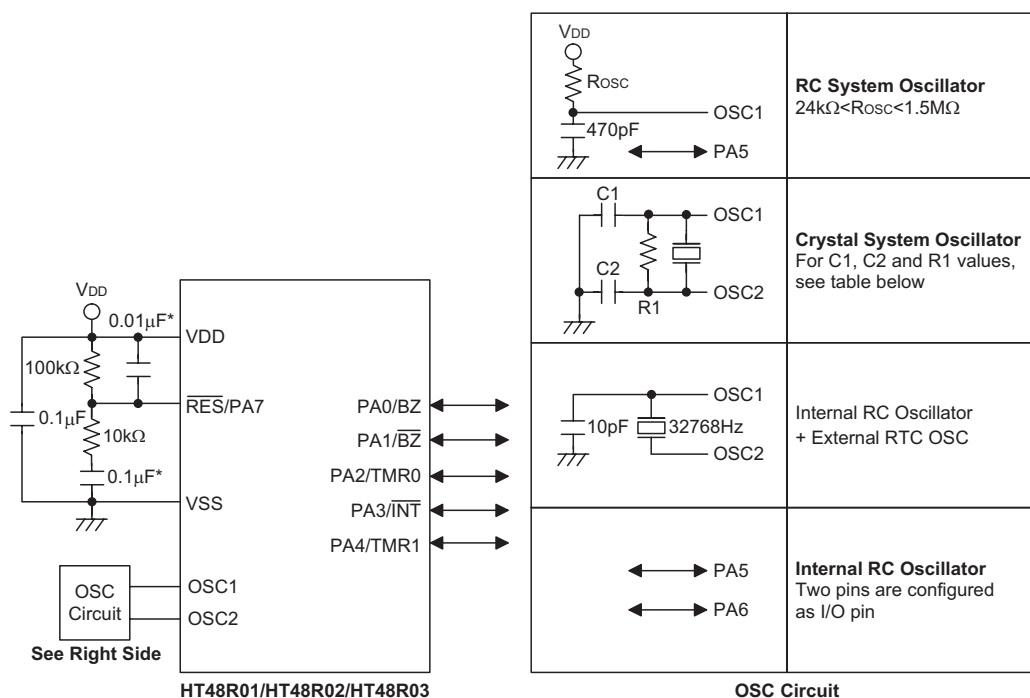 VDD
0.01µF*
VDD
100kΩ
RES/PA7
0.1µF
10kΩ
0.1µF*
VSS
OSC
Circuit
OSC1
OSC2
See Right Side
PA0/BZ
PA1/BZ
PA2/TMR0
PA3/INT
PA4/TMR1
HT48R01/HT48R02/HT48R03
VDD
ROSC
OSC1
470pF
PA5
RC System Oscillator
24kΩ<ROSC<1.5MΩ
C1
OSC1
C2
OSC2
R1
Crystal System Oscillator
For C1, C2 and R1 values,
see table below
OSC1
10pF
32768Hz
OSC2
Internal RC Oscillator
+ External RTC OSC
PA5
PA6
Internal RC Oscillator
Two pins are configured
as I/O pin
OSC Circuit